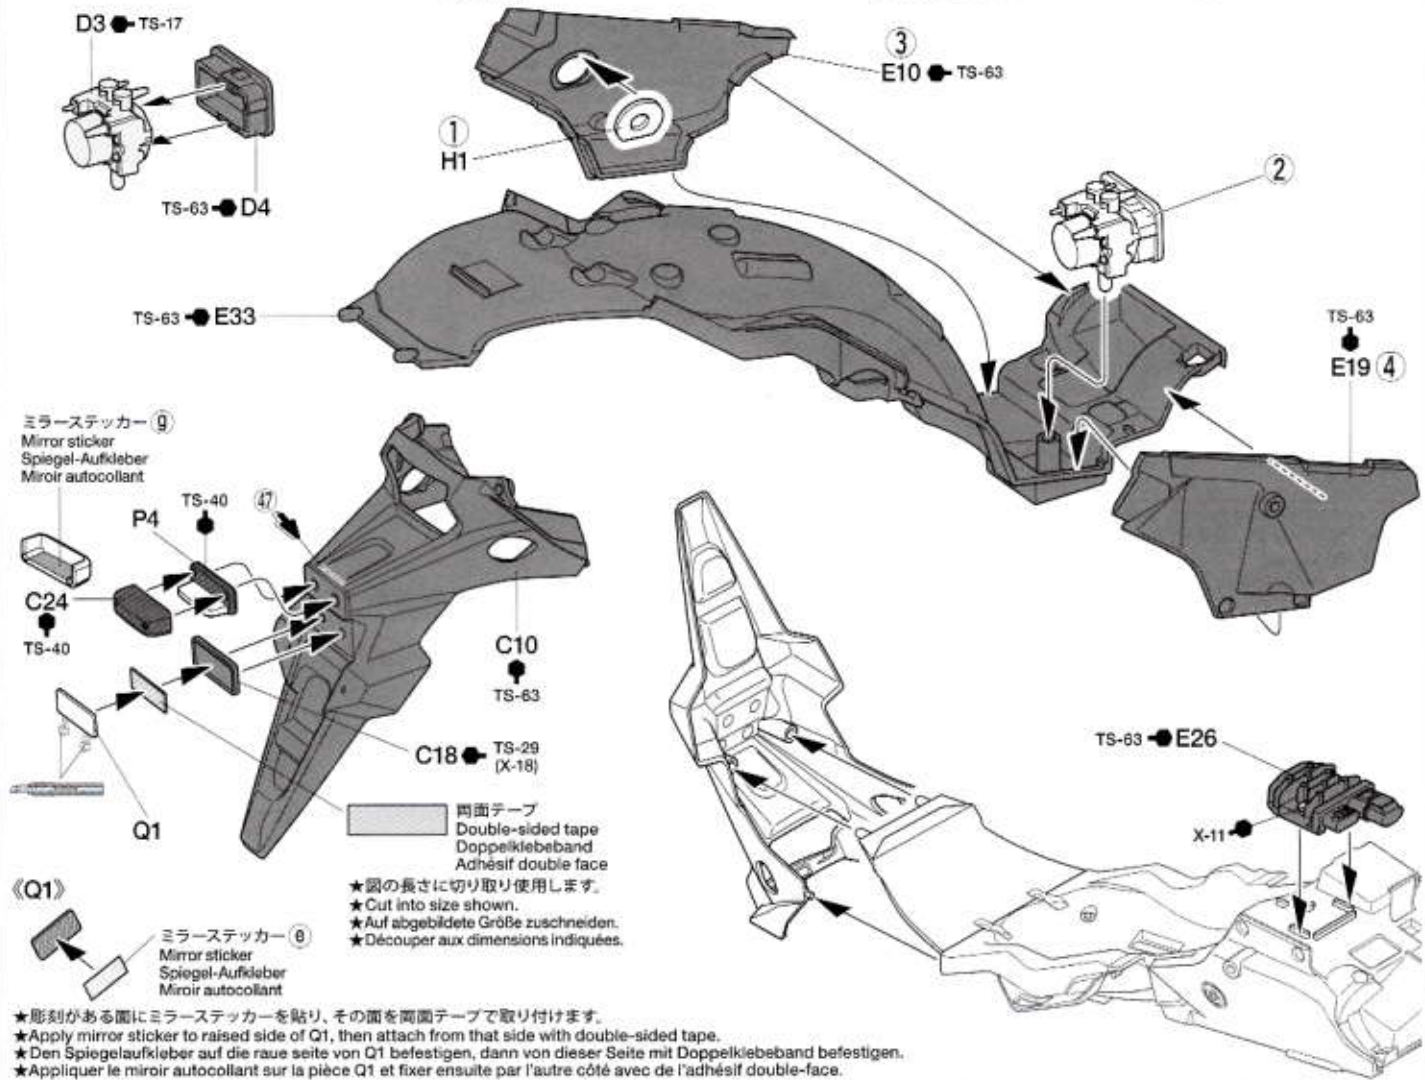 D3 TS-17
TS-63 D4
① H1
③
E10 TS-63
②
TS-63 E33
TS-63
E19 ④
ミラーステッカー ⓖ
Mirror sticker
Spiegel-Aufkleber
Miroir autocollant
TS-40
P4
47
C24
TS-40
C10
TS-63
C18 TS-29
(X-18)
Q1
両面テープ
Double-sided tape
Doppelklebeband
Adhésif double face
★図の長さに切り取り使用します。
★Cut into size shown.
★Auf abgebildete Größe zuschneiden.
★Découper aux dimensions indiquées.
TS-63 E26
X-11
《Q1》
ミラーステッカー ⓔ
Mirror sticker
Spiegel-Aufkleber
Miroir autocollant
★彫刻がある面にミラーステッカーを貼り、その面を両面テープで取り付けます。
★Apply mirror sticker to raised side of Q1, then attach from that side with double-sided tape.
★Den Spiegelaufkleber auf die raue seite von Q1 befestigen, dann von dieser Seite mit Doppelklebeband befestigen.
★Appliquer le miroir autocollant sur la pièce Q1 et fixer ensuite par l'autre côté avec de l'adhésif double-face.